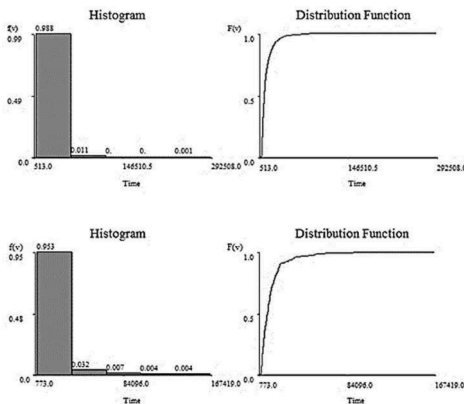 Histogram
f(v)
0.99
0.988
0.49
0.011
0.
0.
0.001
0.0
513.0
146510.5
292508.0
Time
Distribution Function
F(v)
1.0
0.5
0.0
513.0
146510.5
292508.0
Time
Histogram
f(v)
0.95
0.953
0.48
0.032
0.007
0.004
0.004
0.0
773.0
84096.0
167419.0
Time
Distribution Function
F(v)
1.0
0.5
0.0
773.0
84096.0
167419.0
Time